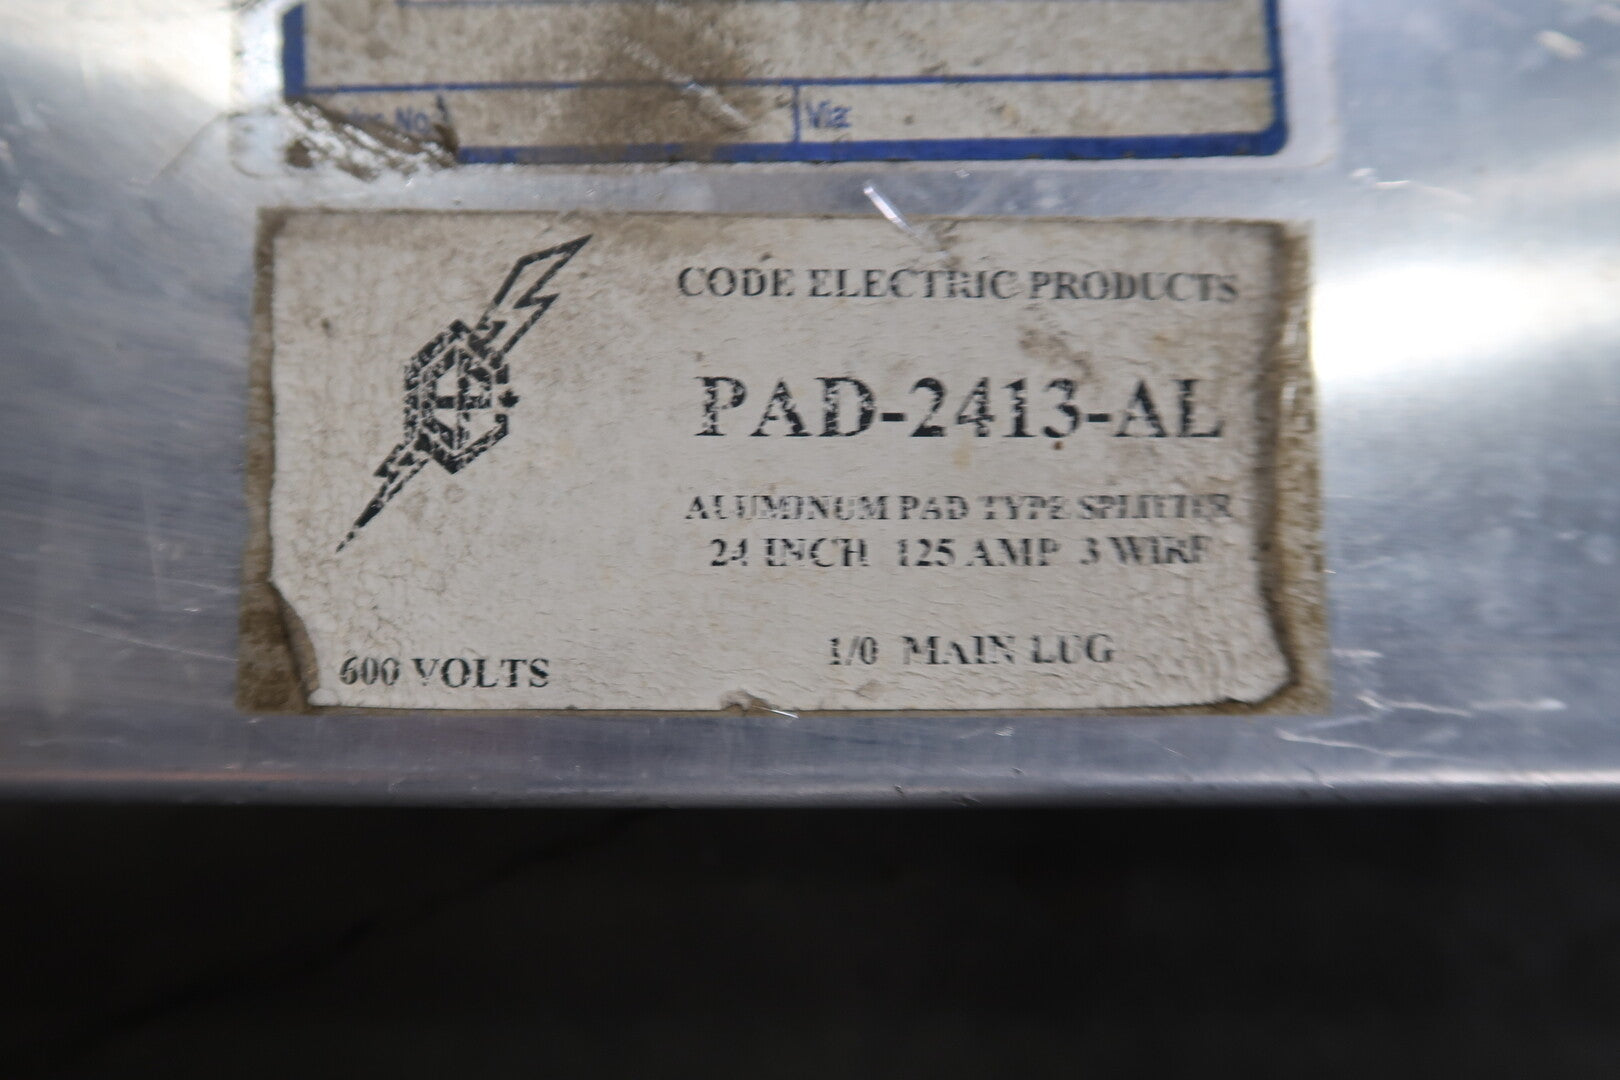 No.
Via
CODE ELECTRIC PRODUCTS
PAD-2413-AL
ALUMINUM PAD TYPE SPLITTER
24 INCH 125 AMP 3 WIRE
1/0 MAIN LUG
600 VOLTS